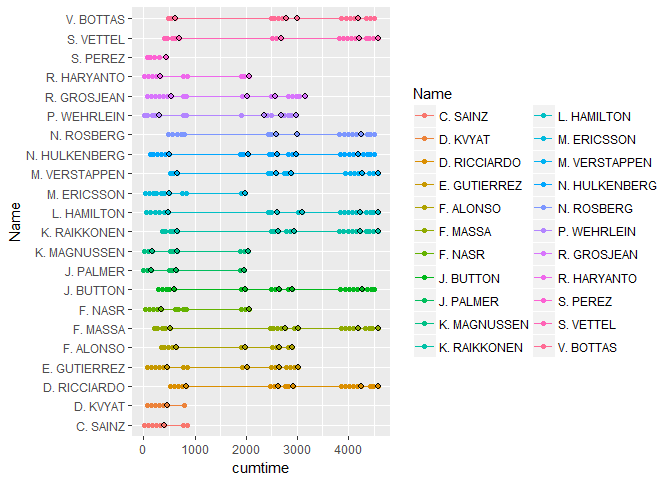 V. BOTTAS
S. VETTEL
S. PEREZ
R. HARYANTO
R. GROSJEAN
P. WEHRLEIN
N. ROSBERG
N. HULKENBERG
M. VERSTAPPEN
M. ERICSSON
L. HAMILTON
K. RAIKKONEN
K. MAGNUSSEN
J. PALMER
J. BUTTON
F. NASR
F. MASSA
F. ALONSO
E. GUTIERREZ
D. RICCIARDO
D. KVYAT
C. SAINZ
Name
0 1000 2000 3000 4000
cumtime
Name
C. SAINZ
D. KVYAT
D. RICCIARDO
E. GUTIERREZ
F. ALONSO
F. MASSA
F. NASR
J. BUTTON
J. PALMER
K. MAGNUSSEN
K. RAIKKONEN
L. HAMILTON
M. ERICSSON
M. VERSTAPPEN
N. HULKENBERG
N. ROSBERG
P. WEHRLEIN
R. GROSJEAN
R. HARYANTO
S. PEREZ
S. VETTEL
V. BOTTAS